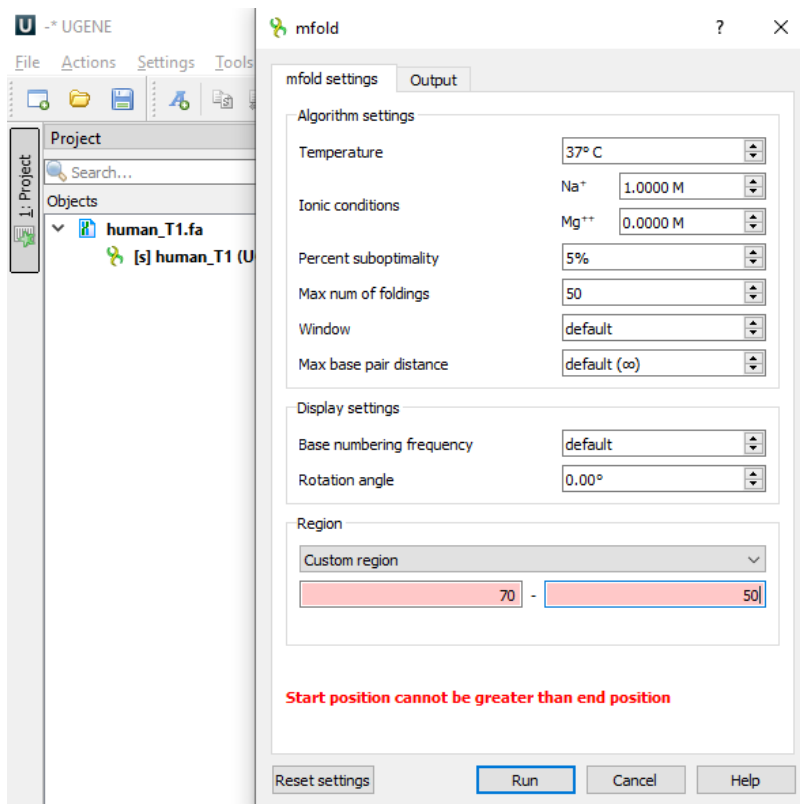 U -* UGENE
File Actions Settings Tools
1: Project
Project
Search...
Objects
human_T1.fa
[s] human_T1 (U
mfold ?
mfold settings Output
Algorithm settings
Temperature 37° C
Ionic conditions
Na⁺ 1.0000 M
Mg⁺⁺ 0.0000 M
Percent suboptimality 5%
Max num of foldings 50
Window default
Max base pair distance default (∞)
Display settings
Base numbering frequency default
Rotation angle 0.00°
Region
Custom region
70 - 50
Start position cannot be greater than end position
Reset settings Run Cancel Help